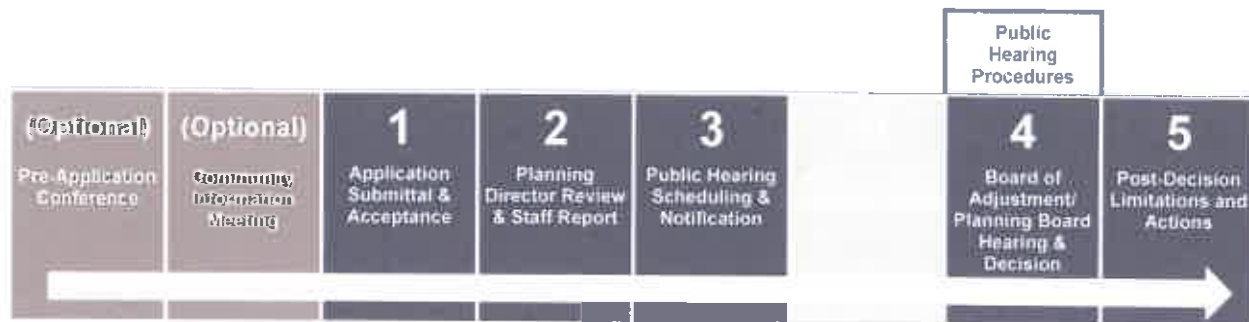 Public
Hearing
Procedures
(Optional)
Pre-Application
Conference
(Optional)
Community
Information
Meeting
1
Application
Submittal &
Acceptance
2
Planning
Director Review
& Staff Report
3
Public Hearing
Scheduling &
Notification
4
Board of
Adjustment/
Planning Board
Hearing &
Decision
5
Post-Decision
Limitations and
Actions